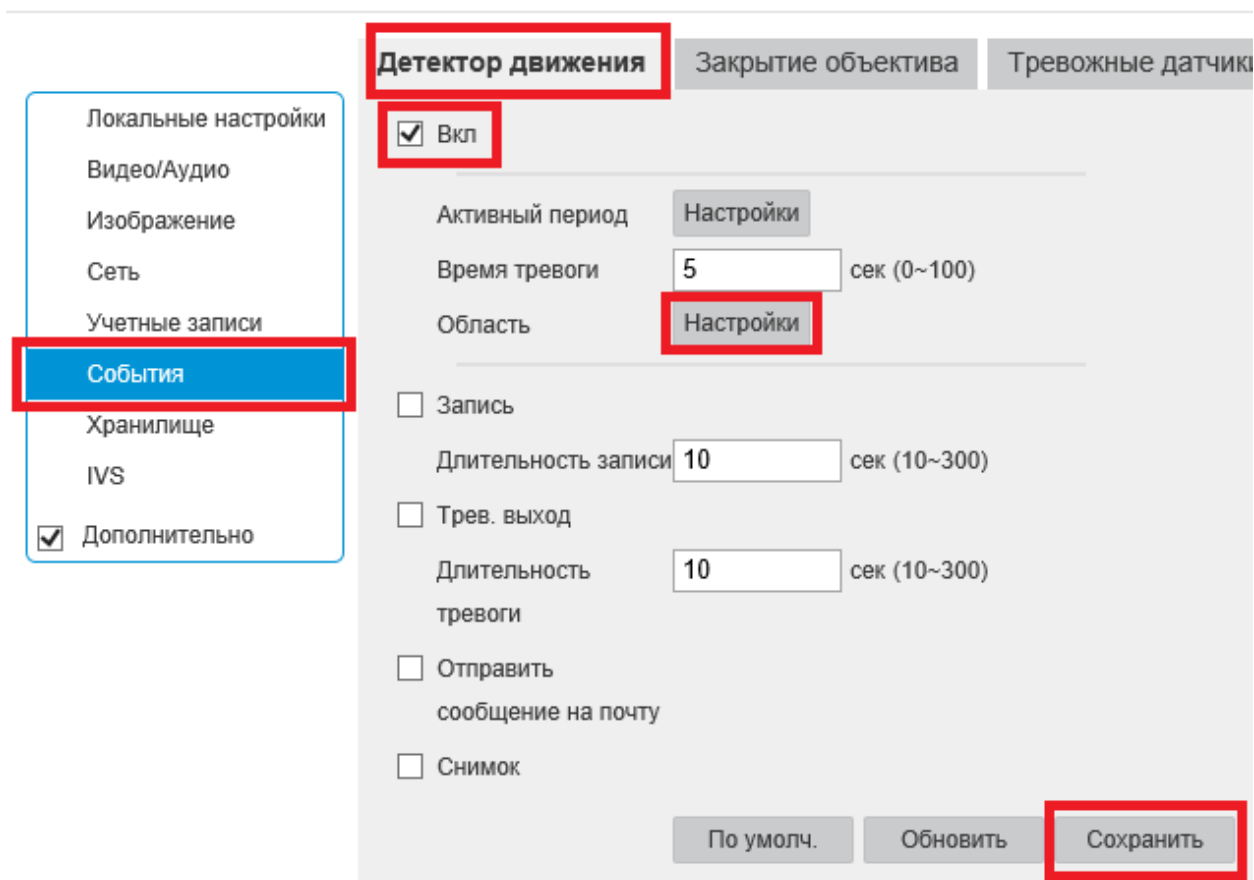 Детектор движения
Закрытие объектива
Тревожные датчики
Локальные настройки
Видео/Аудио
Изображение
Сеть
Учетные записи
События
Хранилище
IVS
Дополнительно
Вкл
Активный период Настройки
Время тревоги 5 сек (0~100)
Область Настройки
Запись
Длительность записи 10 сек (10~300)
Трев. выход
Длительность 10 сек (10~300)
тревоги
Отправить
сообщение на почту
Снимок
По умолч. Обновить Сохранить